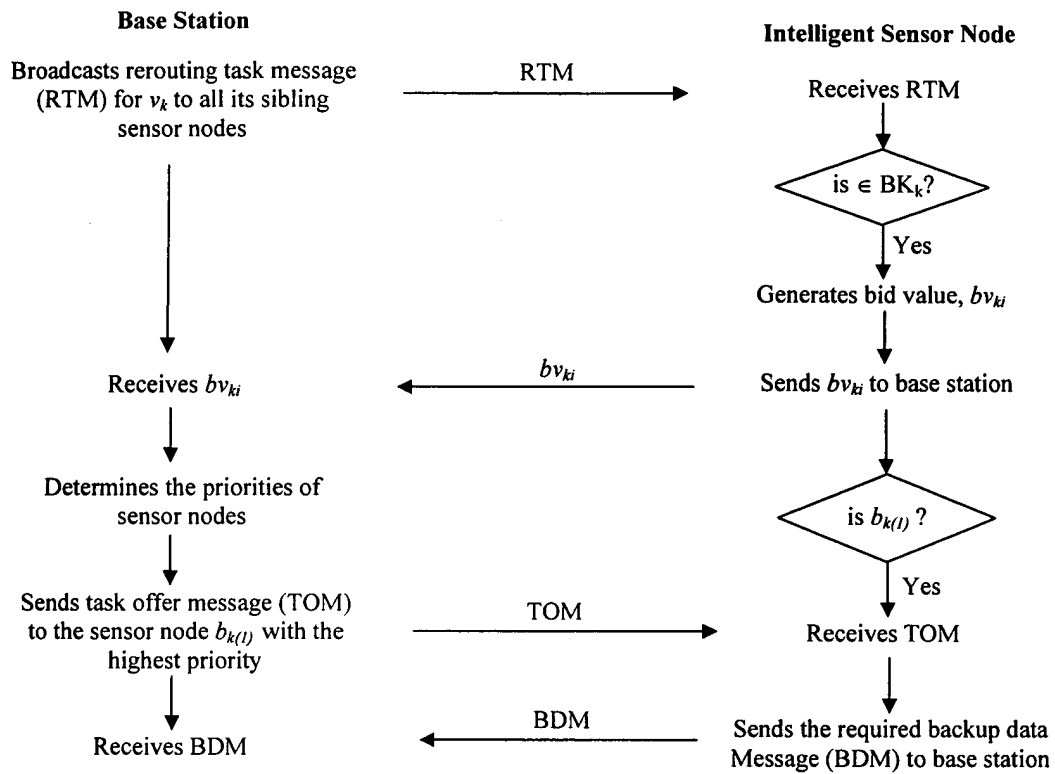 Base Station
Intelligent Sensor Node
Broadcasts rerouting task message
(RTM) for vk to all its sibling
sensor nodes
RTM
Receives RTM
is ∈ BKk?
Yes
Generates bid value, bvki
Receives bvki
bvki
Sends bvki to base station
Determines the priorities of
sensor nodes
is bk(1) ?
Yes
Sends task offer message (TOM)
to the sensor node bk(1) with the
highest priority
TOM
Receives TOM
Receives BDM
BDM
Sends the required backup data
Message (BDM) to base station